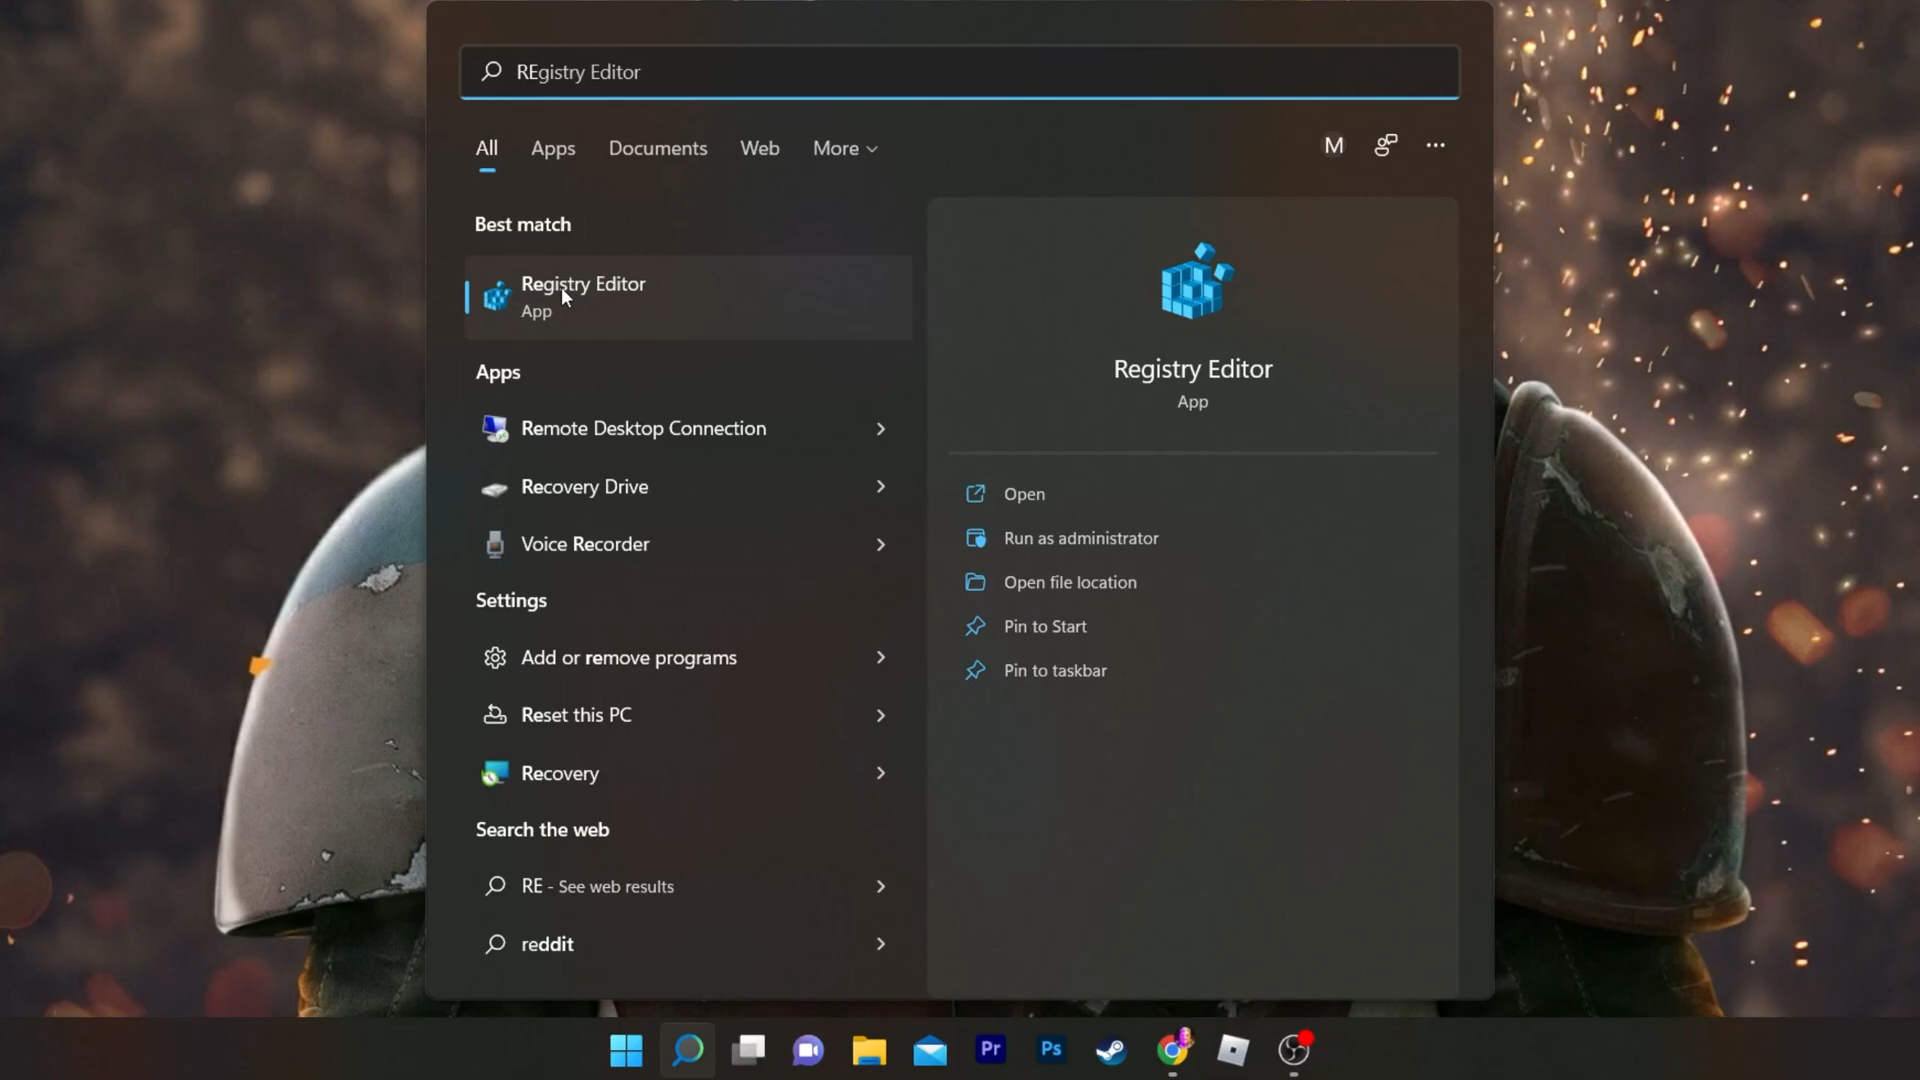 REgistry Editor
All Apps Documents Web More
M
Best match
Registry Editor
App
Registry Editor
App
Apps
Remote Desktop Connection
Recovery Drive
Voice Recorder
Open
Run as administrator
Open file location
Pin to Start
Pin to taskbar
Settings
Add or remove programs
Reset this PC
Recovery
Search the web
RE - See web results
reddit
Pr
Ps